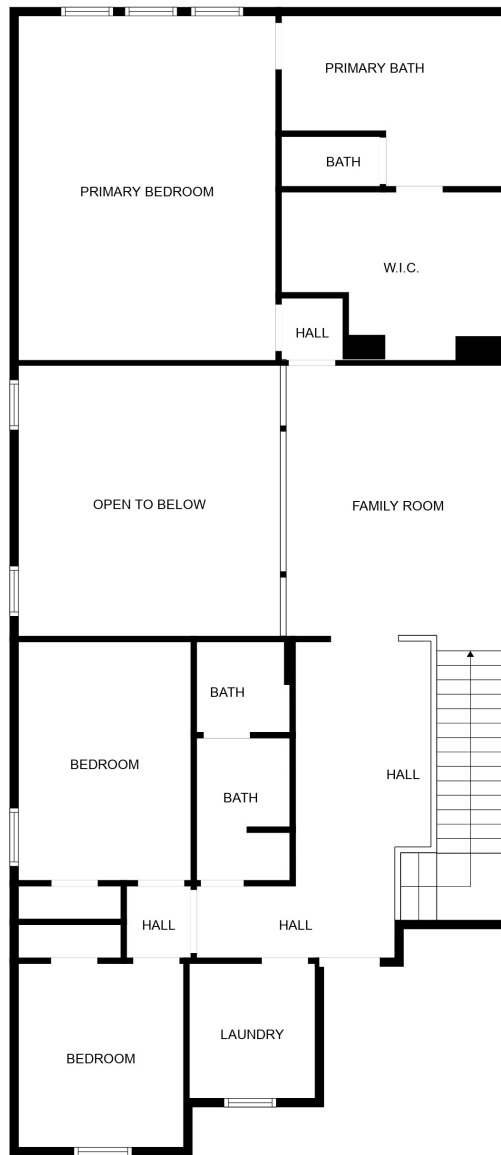 PRIMARY BATH
BATH
PRIMARY BEDROOM
W.I.C.
HALL
OPEN TO BELOW
FAMILY ROOM
BATH
BEDROOM
HALL
BATH
HALL
HALL
LAUNDRY
BEDROOM